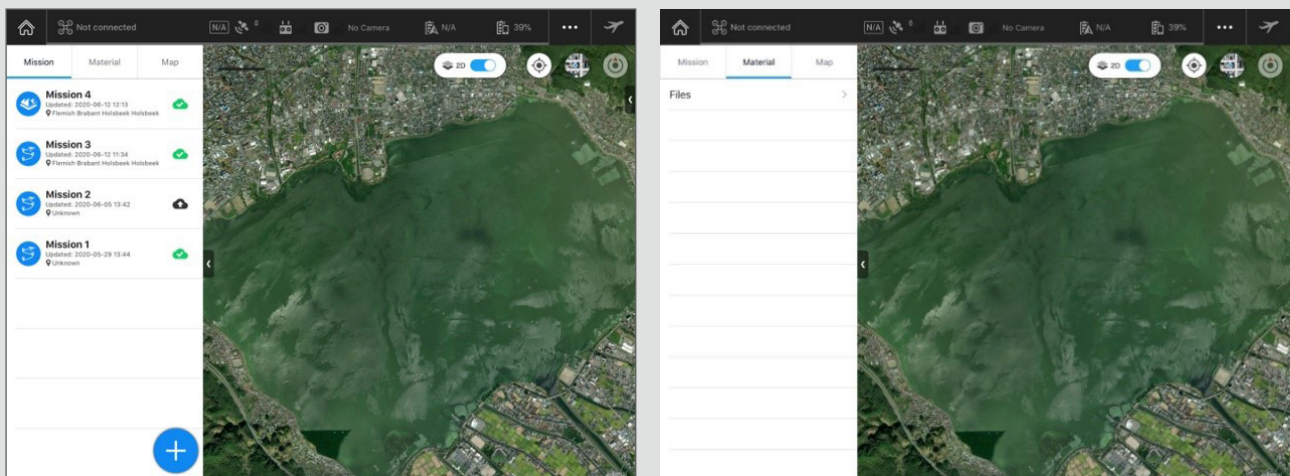 Not connected
N/A
0
No Camera
N/A
39%
Mission Material Map
2D
Mission 4
Updated: 2020-06-12 12:13
Flemish Brabant Holsbeek Holsbeek
Mission 3
Updated: 2020-06-12 11:34
Flemish Brabant Holsbeek Holsbeek
Mission 2
Updated: 2020-06-05 13:42
Unknown
Mission 1
Updated: 2020-05-29 13:44
Unknown
Not connected
N/A
0
No Camera
N/A
39%
Mission Material Map
2D
Files